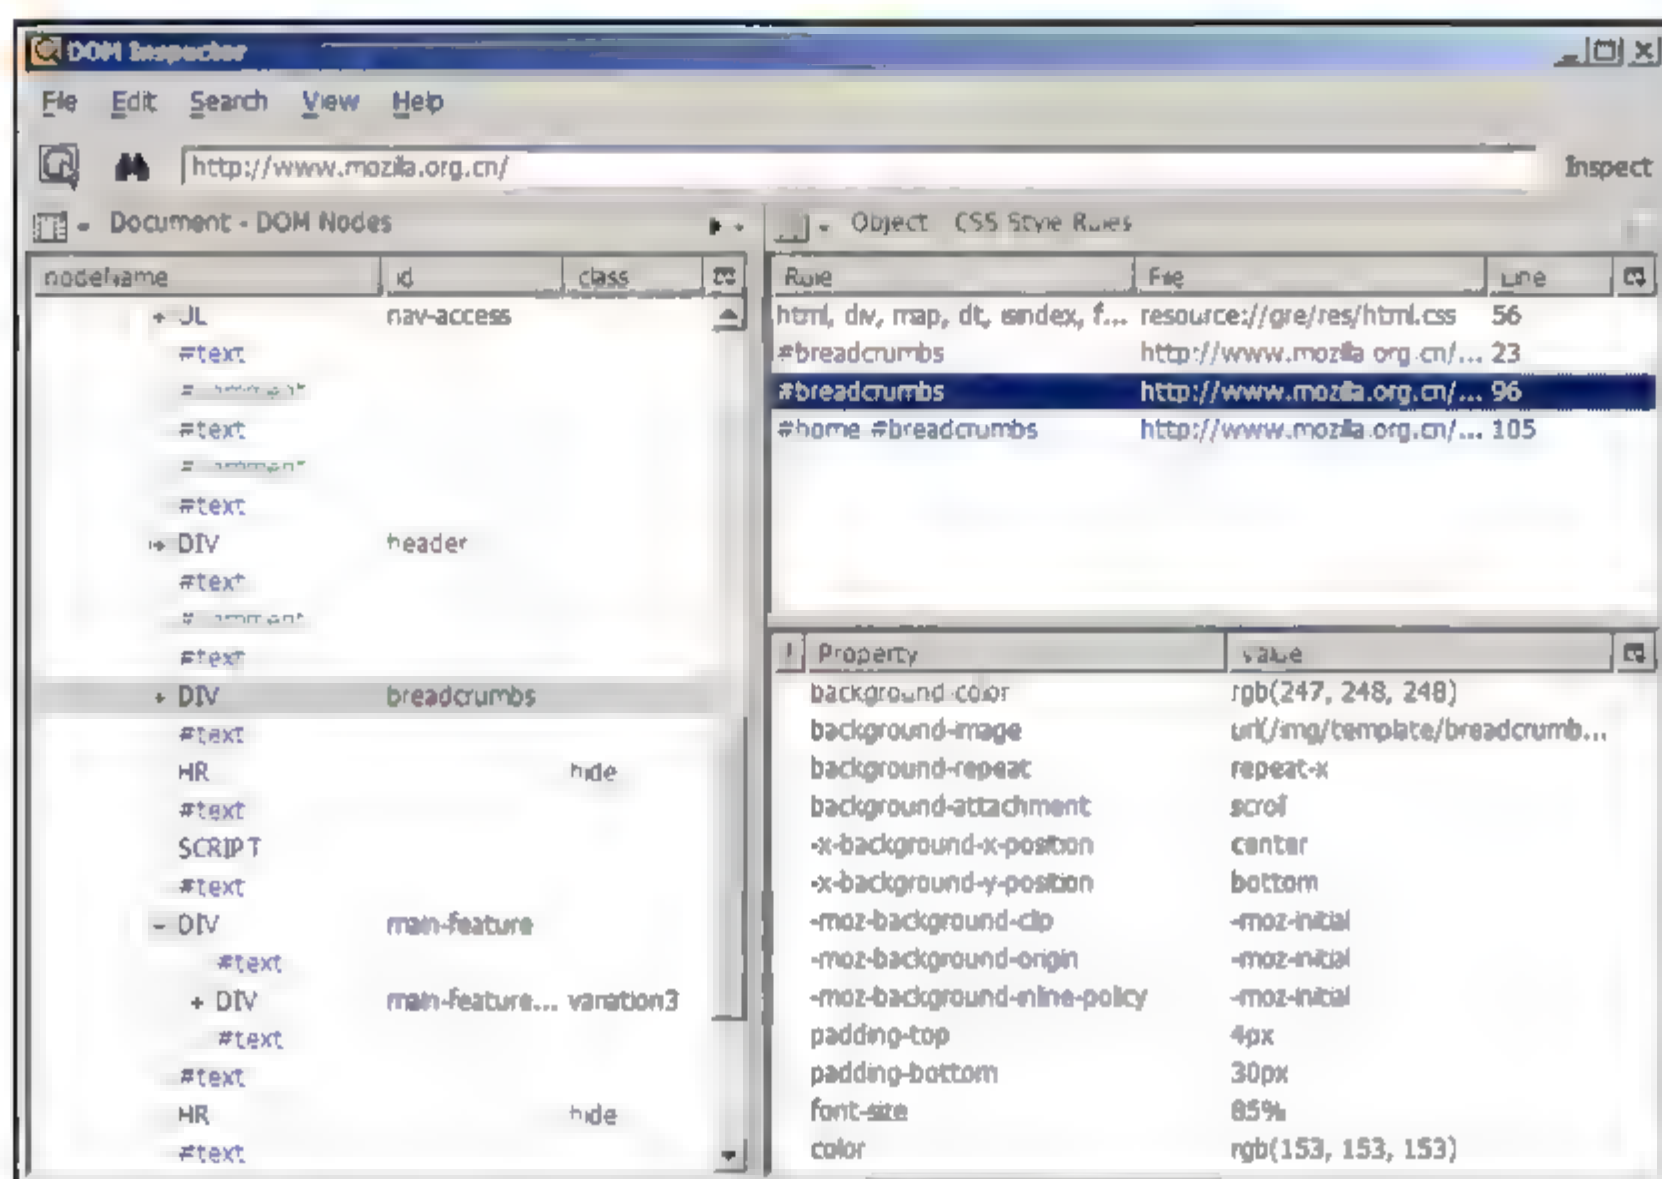 DOM Inspector
File Edit Search View Help
http://www.mozilla.org.cn/ Inspect
Document - DOM Nodes
nodeName id class
+ UL nav-access
#text
#comment
#text
#comment
#text
+ DIV header
#text
#comment
#text
+ DIV breadcrumbs
#text
HR hide
#text
SCRIPT
#text
- DIV main-feature
#text
+ DIV main-feature... variation3
#text
#text
HR hide
#text
Object CSS Style Rules
Rule File Line
html, div, map, dt, isindex, f... resource://gre/res/html.css 56
#breadcrumbs http://www.mozilla.org.cn/... 23
#breadcrumbs http://www.mozilla.org.cn/... 96
#home #breadcrumbs http://www.mozilla.org.cn/... 105
! Property Value
background-color rgb(247, 248, 248)
background-image url(/img/template/breadcrumb...
background-repeat repeat-x
background-attachment scroll
-x-background-x-position center
-x-background-y-position bottom
-moz-background-clip -moz-initial
-moz-background-origin -moz-initial
-moz-background-inline-policy -moz-initial
padding-top 4px
padding-bottom 30px
font-size 85%
color rgb(153, 153, 153)